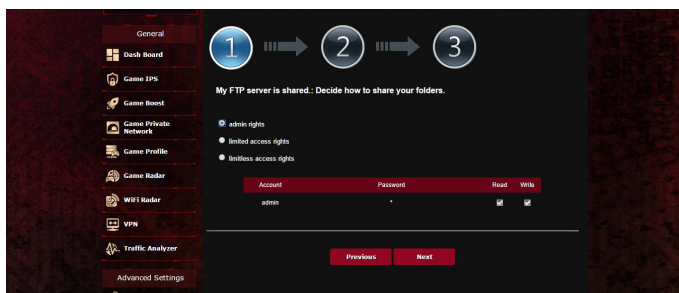 General
Dash Board
Game IPS
Game Boost
Game Private
Network
Game Profile
Game Radar
WiFi Radar
VPN
Traffic Analyzer
Advanced Settings
1
2
3
My FTP server is shared.: Decide how to share your folders.
admin rights
limited access rights
limitless access rights
Account Password Read Write
admin *
Previous Next